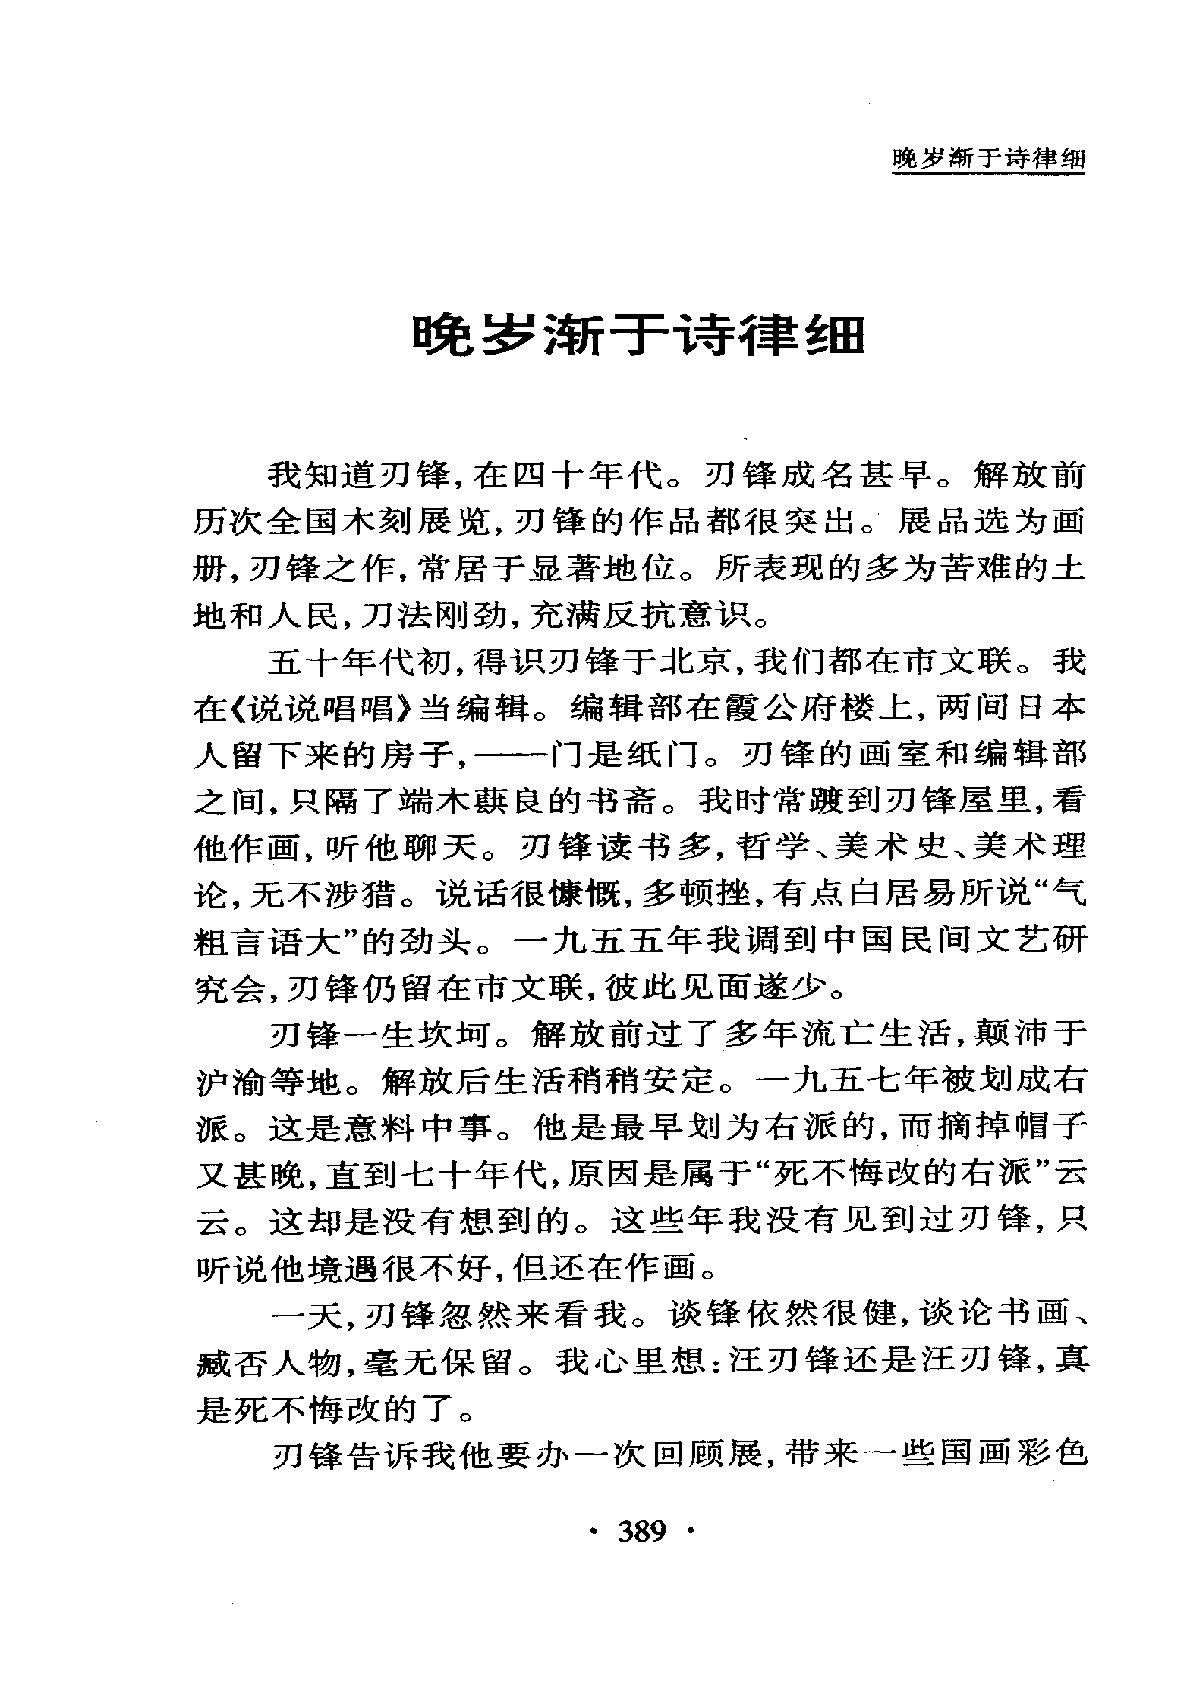 晚岁渐于诗律细
晚岁渐于诗律细
我知道刃锋,在四十年代。刃锋成名甚早。解放前
历次全国木刻展览,刃锋的作品都很突出。展品选为画
册,刃锋之作,常居于显著地位。所表现的多为苦难的土
地和人民,刀法刚劲,充满反抗意识。
五十年代初,得识刃锋于北京,我们都在市文联。我
在《说说唱唱》当编辑。编辑部在霞公府楼上,两间日本
人留下来的房子,——门是纸门。刃锋的画室和编辑部
之间,只隔了端木蕻良的书斋。我时常踱到刃锋屋里,看
他作画,听他聊天。刃锋读书多,哲学、美术史、美术理
论,无不涉猎。说话很慷慨,多顿挫,有点白居易所说“气
粗言语大”的劲头。一九五五年我调到中国民间文艺研
究会,刃锋仍留在市文联,彼此见面遂少。
刃锋一生坎坷。解放前过了多年流亡生活,颠沛于
沪渝等地。解放后生活稍稍安定。一九五七年被划成右
派。这是意料中事。他是最早划为右派的,而摘掉帽子
又甚晚,直到七十年代,原因是属于“死不悔改的右派”云
云。这却是没有想到的。这些年我没有见到过刃锋,只
听说他境遇很不好,但还在作画。
一天,刃锋忽然来看我。谈锋依然很健,谈论书画、
臧否人物,毫无保留。我心里想:汪刃锋还是汪刃锋,真
是死不悔改的了。
刃锋告诉我他要办一次回顾展,带来一些国画彩色
· 389 ·